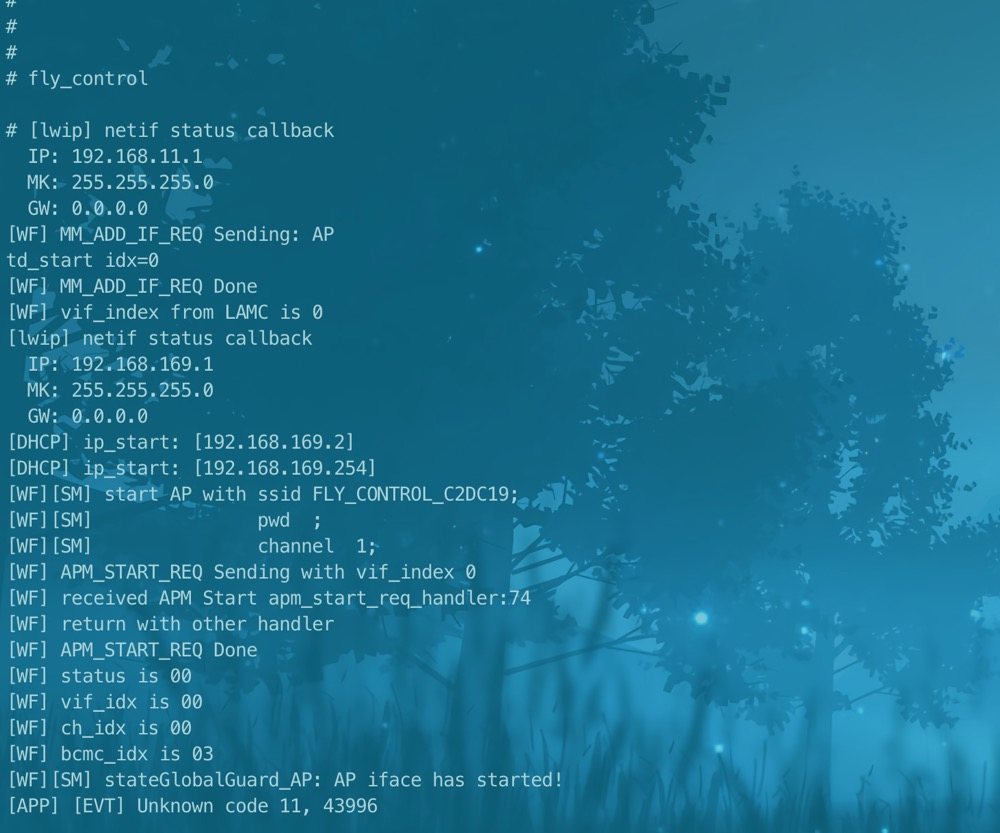 #
#
#
# fly_control
# [lwip] netif status callback
IP: 192.168.11.1
MK: 255.255.255.0
GW: 0.0.0.0
[WF] MM_ADD_IF_REQ Sending: AP
td_start idx=0
[WF] MM_ADD_IF_REQ Done
[WF] vif_index from LAMC is 0
[lwip] netif status callback
IP: 192.168.169.1
MK: 255.255.255.0
GW: 0.0.0.0
[DHCP] ip_start: [192.168.169.2]
[DHCP] ip_start: [192.168.169.254]
[WF][SM] start AP with ssid FLY_CONTROL_C2DC19;
[WF][SM] pwd ;
[WF][SM] channel 1;
[WF] APM_START_REQ Sending with vif_index 0
[WF] received APM Start apm_start_req_handler:74
[WF] return with other handler
[WF] APM_START_REQ Done
[WF] status is 00
[WF] vif_idx is 00
[WF] ch_idx is 00
[WF] bcmc_idx is 03
[WF][SM] stateGlobalGuard_AP: AP iface has started!
[APP] [EVT] Unknown code 11, 43996